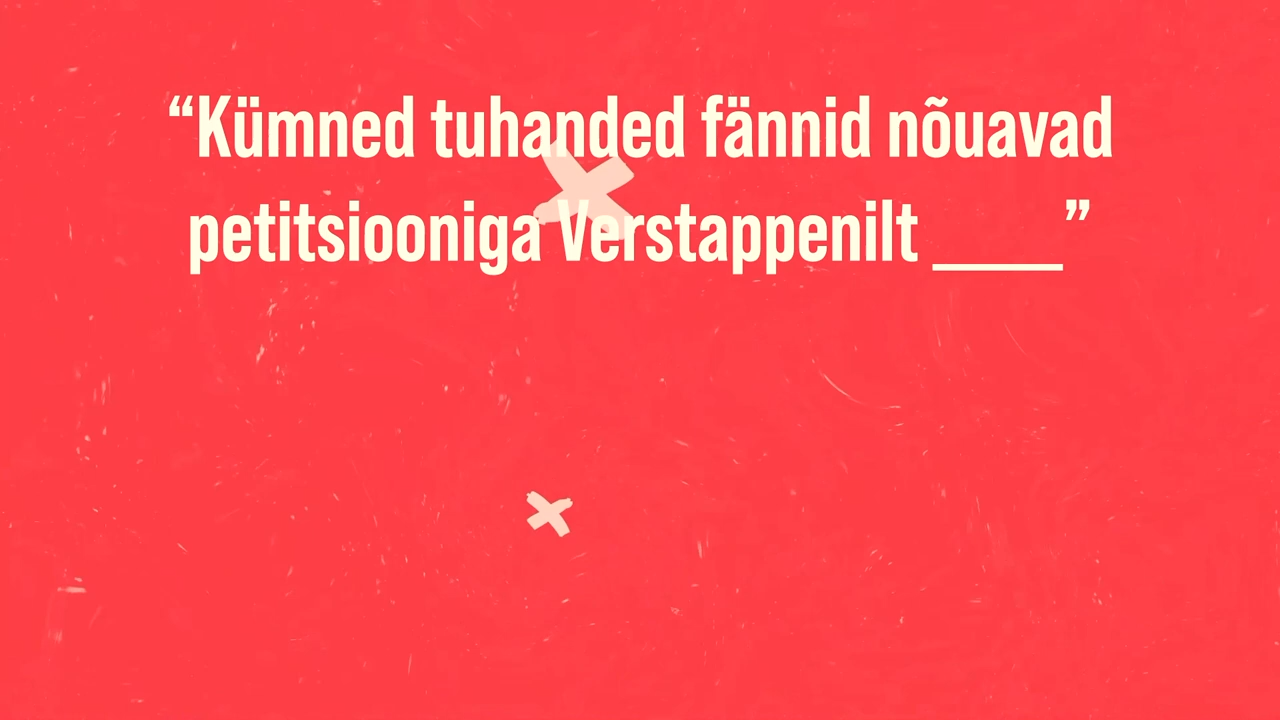 “Kümned tuhanded fännid nõuavad
petitsiooniga Verstappenilt ____”